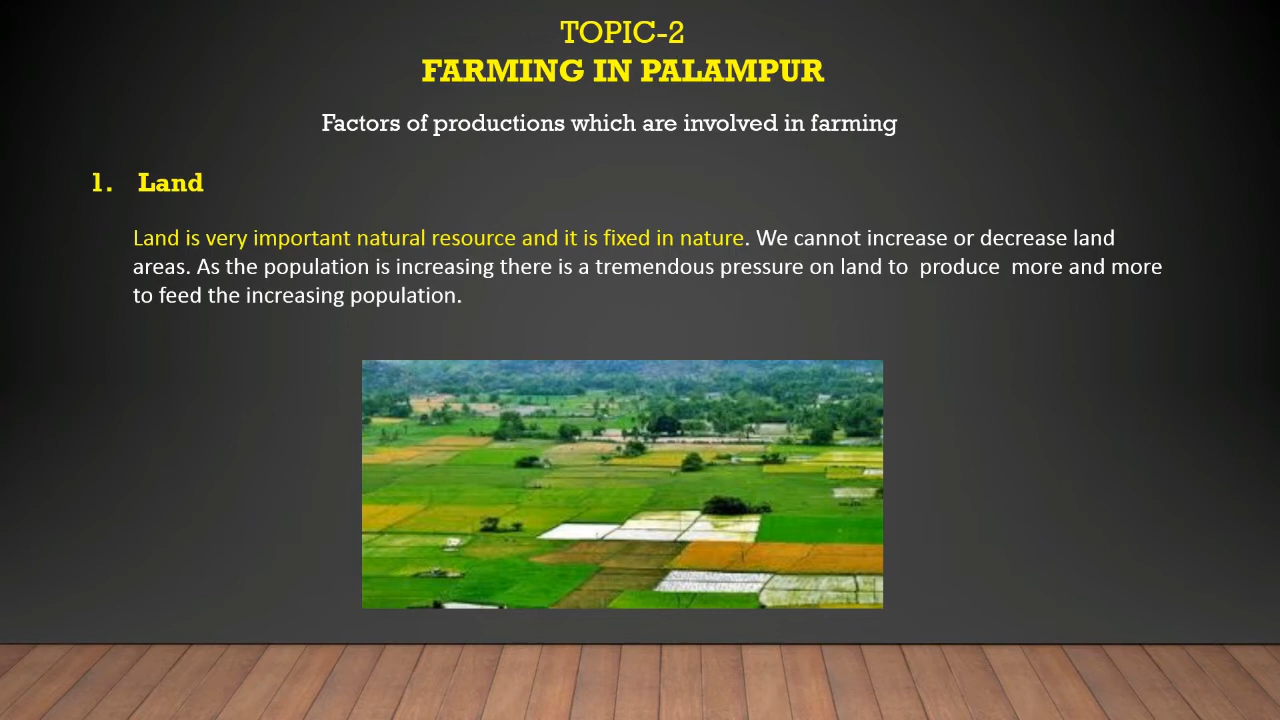 TOPIC-2
FARMING IN PALAMPUR
Factors of productions which are involved in farming
1. Land
Land is very important natural resource and it is fixed in nature. We cannot increase or decrease land
areas. As the population is increasing there is a tremendous pressure on land to  produce  more and more
to feed the increasing population.